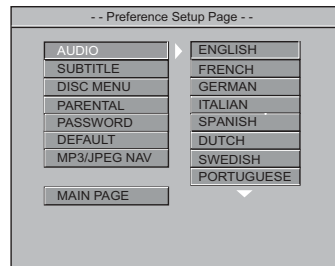 - - Preference Setup Page - -
AUDIO
SUBTITLE
DISC MENU
PARENTAL
PASSWORD
DEFAULT
MP3/JPEG NAV
MAIN PAGE
ENGLISH
FRENCH
GERMAN
ITALIAN
SPANISH
DUTCH
SWEDISH
PORTUGUESE